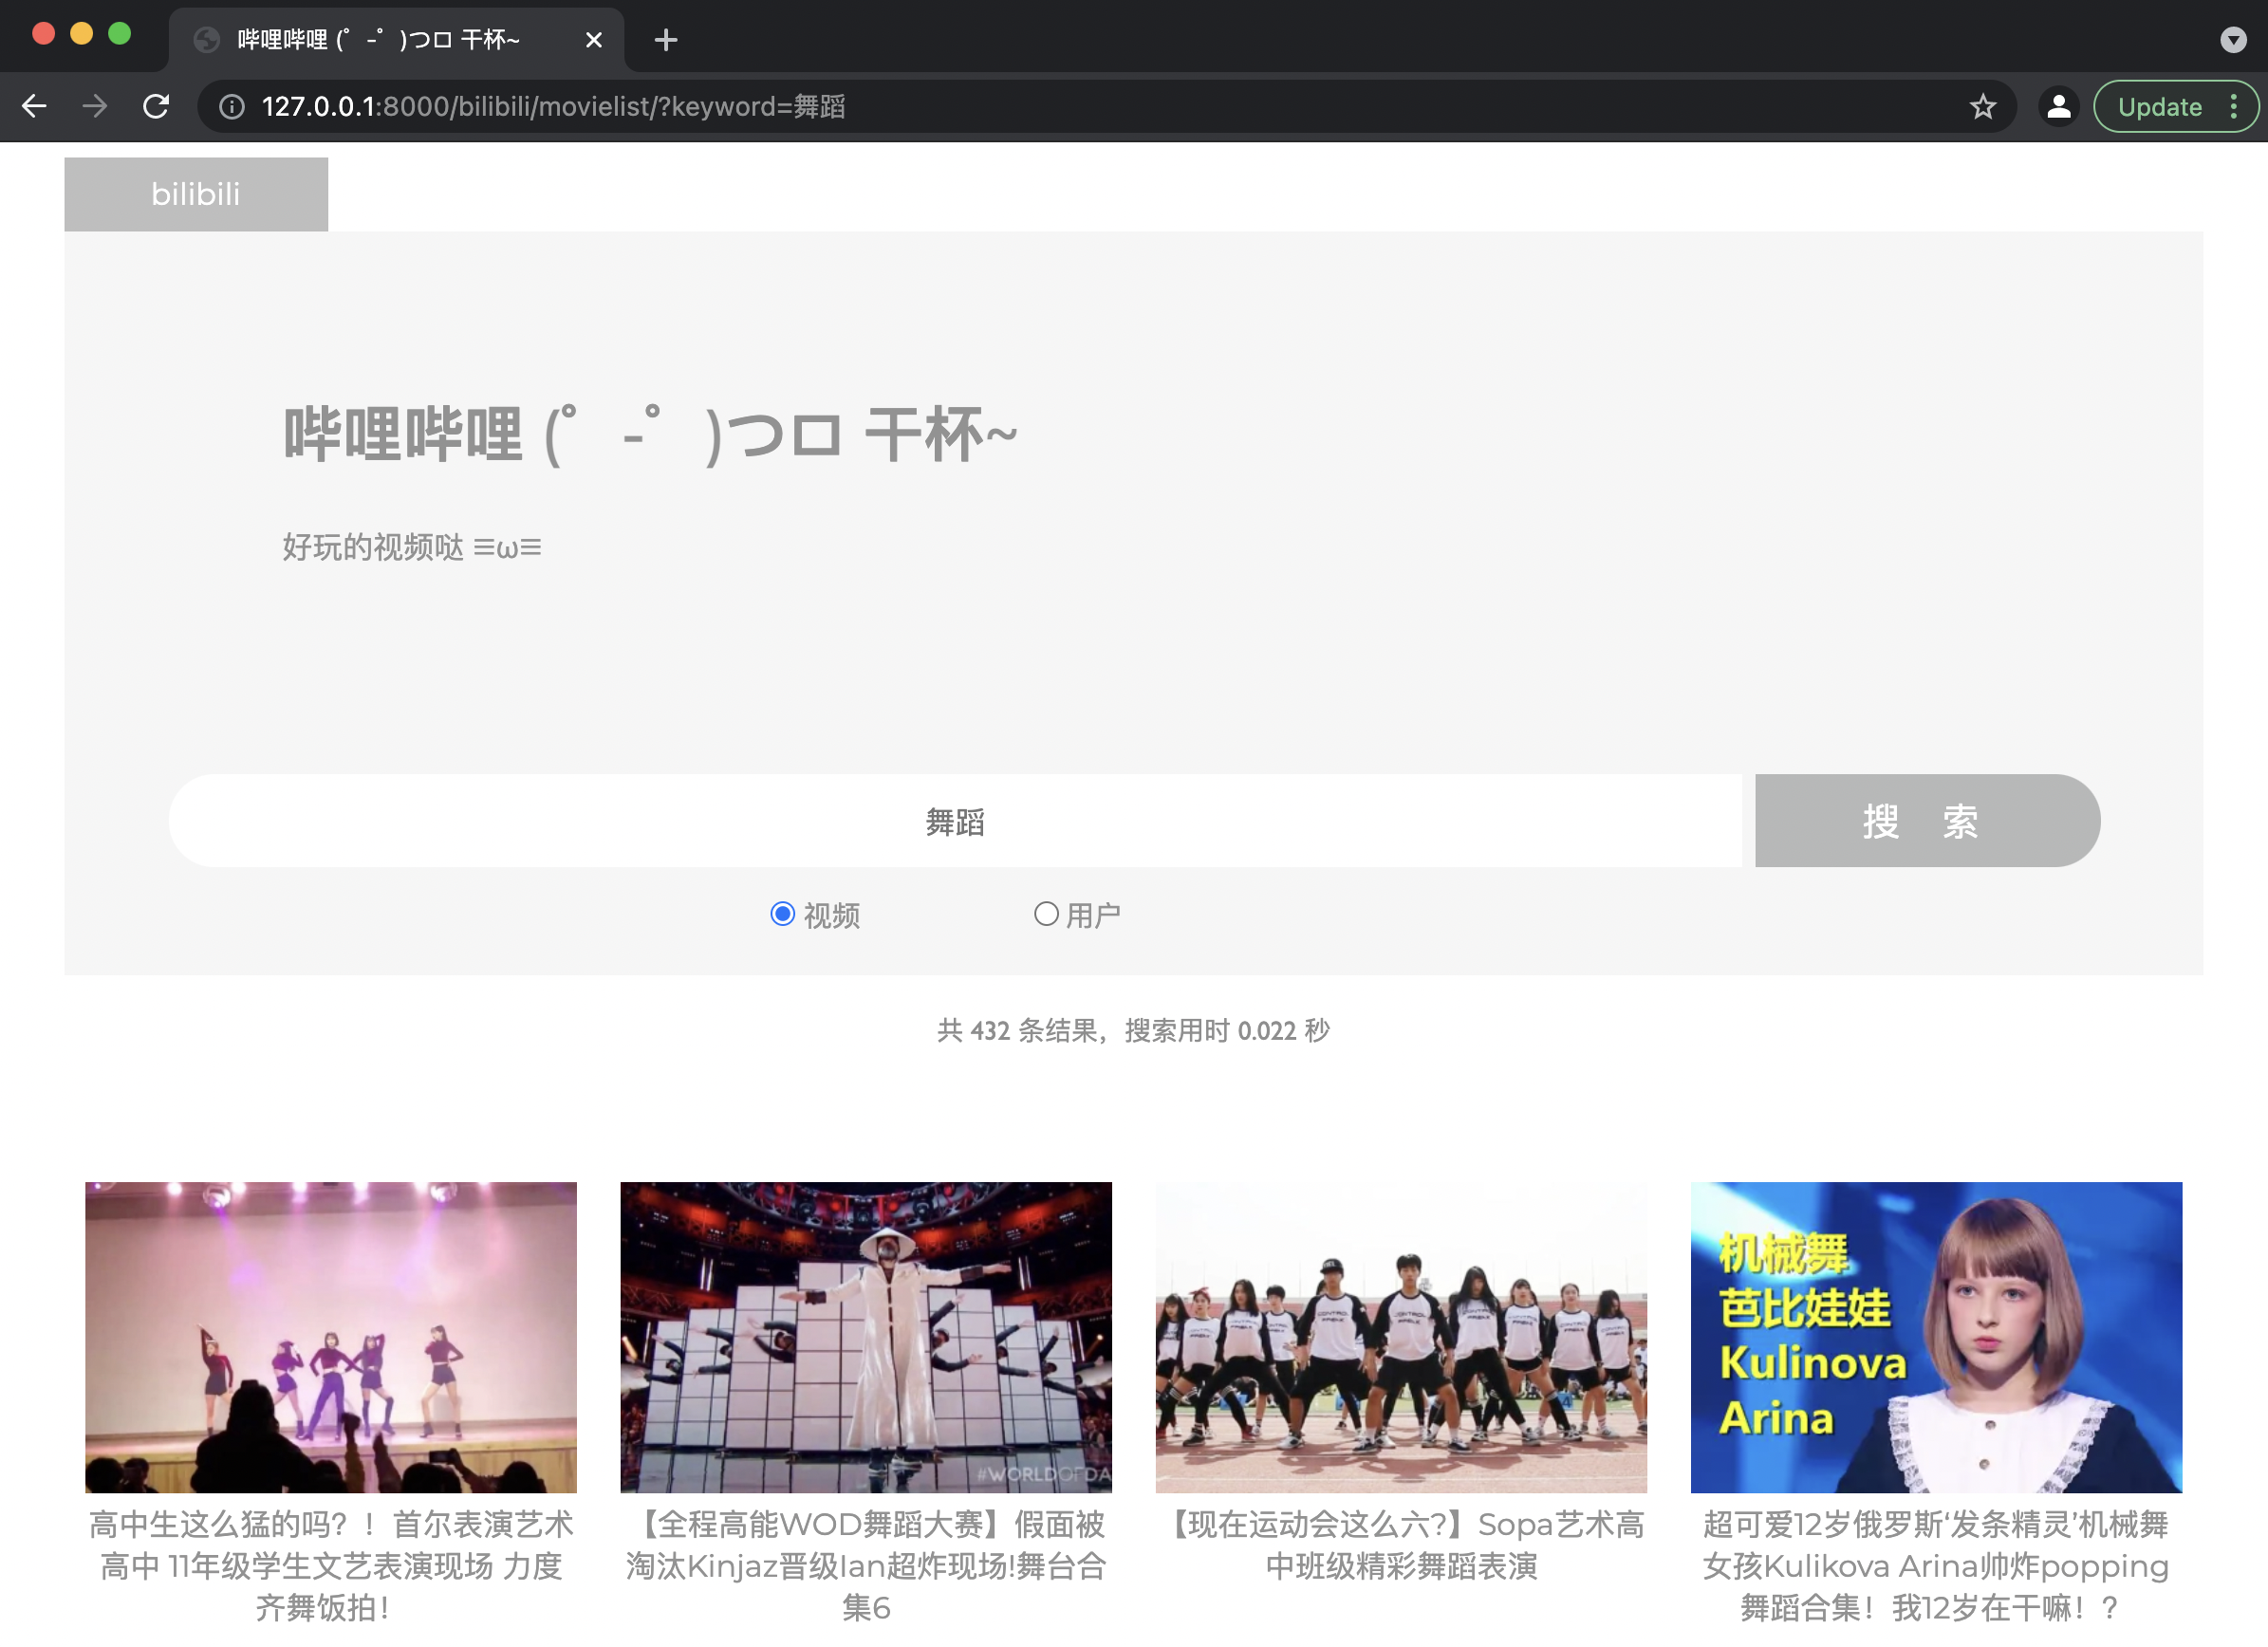 哔哩哔哩 (゜-゜)つロ 干杯~
127.0.0.1:8000/bilibili/movielist/?keyword=舞蹈
Update
bilibili
哔哩哔哩 (゜-゜)つロ 干杯~
好玩的视频哒 ≡ω≡
舞蹈
搜 索
视频 用户
共 432 条结果，搜索用时 0.022 秒
#WORLDOFDA
CONTROL
机械舞
芭比娃娃
Kulinova
Arina
高中生这么猛的吗？！首尔表演艺术
高中 11年级学生文艺表演现场 力度
齐舞饭拍！
【全程高能WOD舞蹈大赛】假面被
淘汰Kinjaz晋级Ian超炸现场!舞台合
集6
【现在运动会这么六?】Sopa艺术高
中班级精彩舞蹈表演
超可爱12岁俄罗斯‘发条精灵’机械舞
女孩Kulikova Arina帅炸popping
舞蹈合集！我12岁在干嘛！？